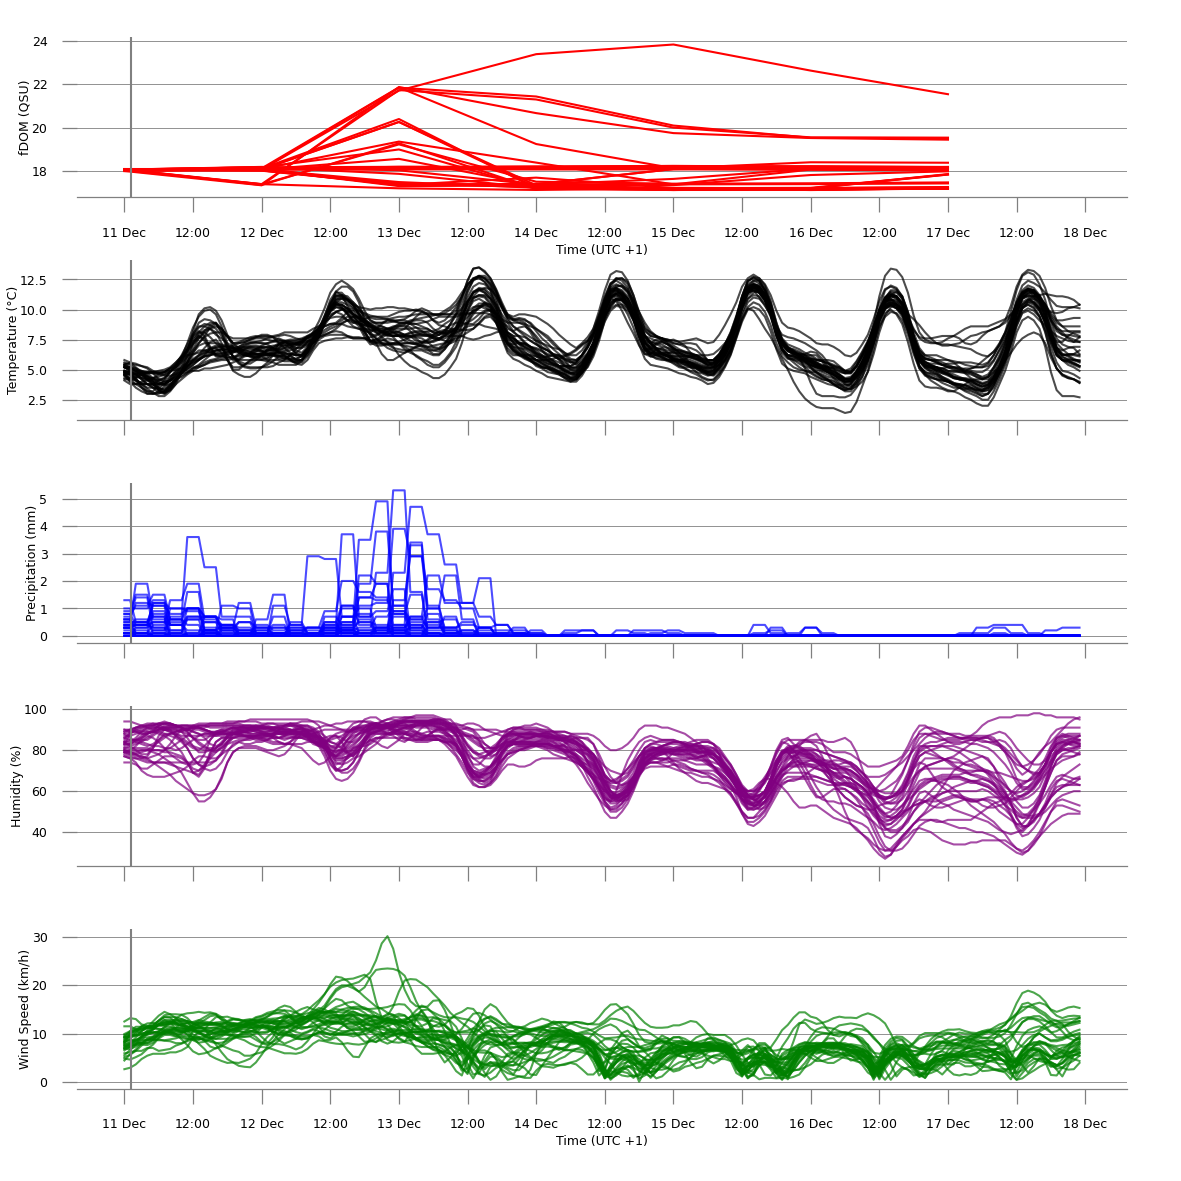 24
22
20
18
fDOM (QSU)
11 Dec 12:00 12 Dec 12:00 13 Dec 12:00 14 Dec 12:00 15 Dec 12:00 16 Dec 12:00 17 Dec 12:00 18 Dec
Time (UTC +1)
12.5
10.0
7.5
5.0
2.5
Temperature (°C)
5
4
3
2
1
0
Precipitation (mm)
100
80
60
40
Humidity (%)
30
20
10
0
Wind Speed (km/h)
11 Dec 12:00 12 Dec 12:00 13 Dec 12:00 14 Dec 12:00 15 Dec 12:00 16 Dec 12:00 17 Dec 12:00 18 Dec
Time (UTC +1)